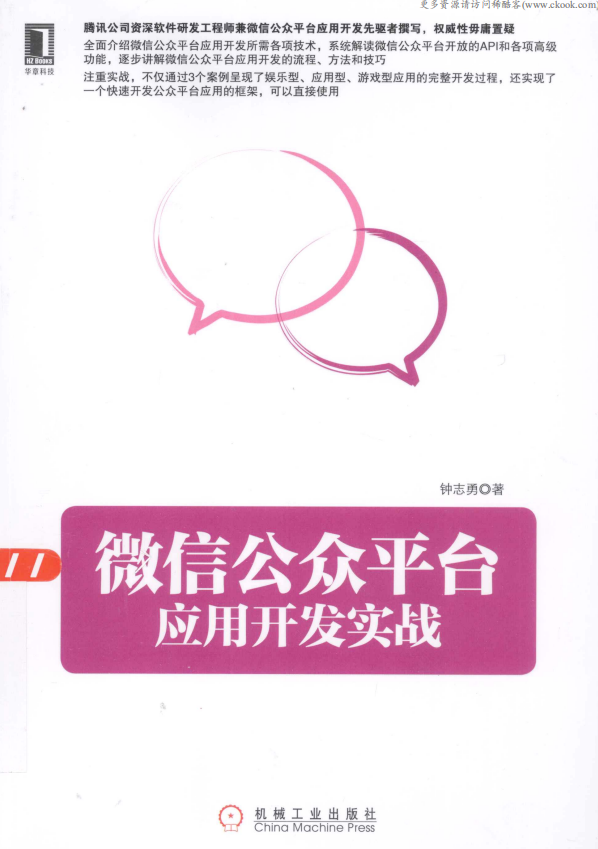 更多资源请访问稀酷客(www.ckook.com)
HZ BOOKS
华章科技
腾讯公司资深软件研发工程师兼微信公众平台应用开发先驱者撰写，权威性毋庸置疑
全面介绍微信公众平台应用开发所需各项技术，系统解读微信公众平台开放的API和各项高级
功能，逐步讲解微信公众平台应用开发的流程、方法和技巧
注重实战，不仅通过3个案例呈现了娱乐型、应用型、游戏型应用的完整开发过程，还实现了
一个快速开发公众平台应用的框架，可以直接使用
钟志勇◎著
微信公众平台
应用开发实战
机械工业出版社
China Machine Press